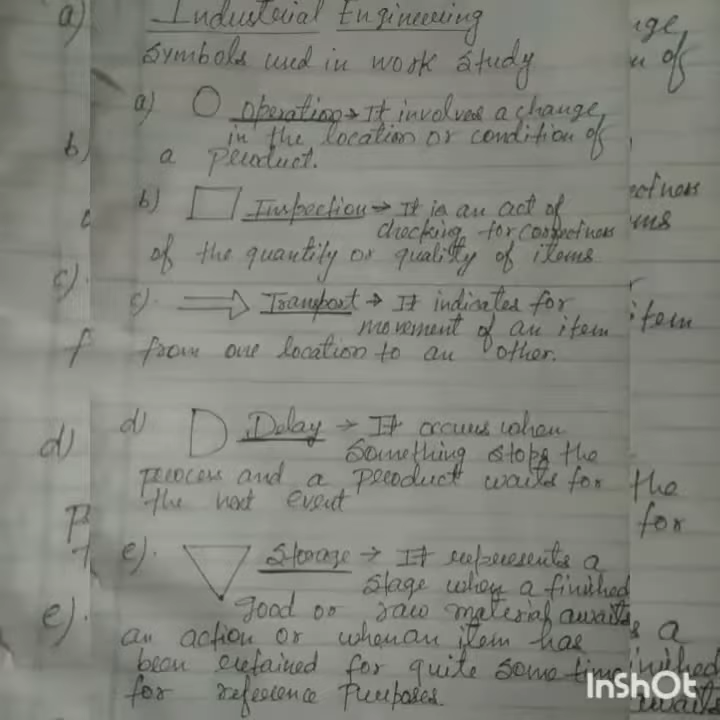 Industrial Engineering
Symbols used in work study
a) Operation → It involves a change
in the location or condition of
a product.
b) Inspection → It is an act of
checking for correctness
of the quantity or quality of items
c). Transport → It indicates for
movement of an item
from one location to an other.
d) Delay → It occurs when
Something stops the
process and a product waits for
the next event
e). Storage → It represents a
Stage when a finished
good or raw material awaits
an action or when an item has
been retained for quite some time
for reference purposes.
InShOt